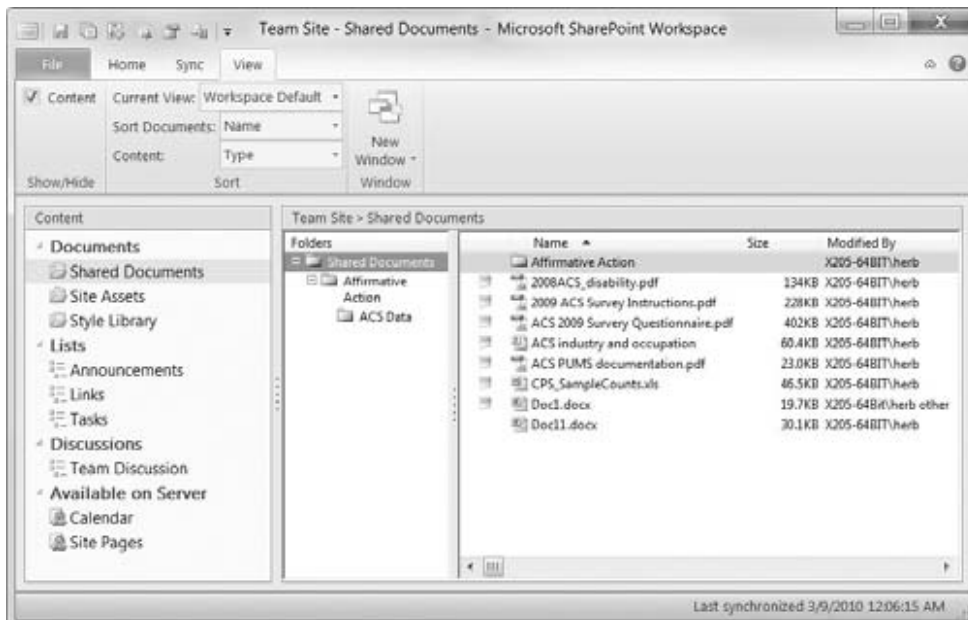 Team Site - Shared Documents - Microsoft SharePoint Workspace
File Home Sync View
Content
Current View: Workspace Default
Sort Documents: Name
Content: Type
New Window
Show/Hide Sort Window
Content
Documents
Shared Documents
Site Assets
Style Library
Lists
Announcements
Links
Tasks
Discussions
Team Discussion
Available on Server
Calendar
Site Pages
Team Site > Shared Documents
Folders
Shared Documents
Affirmative
Action
ACS Data
Name Size Modified By
Affirmative Action X205-64BIT\herb
2008ACS_disability.pdf 134KB X205-64BIT\herb
2009 ACS Survey Instructions.pdf 228KB X205-64BIT\herb
ACS 2009 Survery Questionnaire.pdf 402KB X205-64BIT\herb
ACS industry and occupation 60.4KB X205-64BIT\herb
ACS PUMS documentation.pdf 23.0KB X205-64BIT\herb
CPS_SampleCounts.xls 46.5KB X205-64BIT\herb
Doc1.docx 19.7KB X205-64Bit\herb other
Doc11.docx 30.1KB X205-64BIT\herb
Last synchronized 3/9/2010 12:06:15 AM